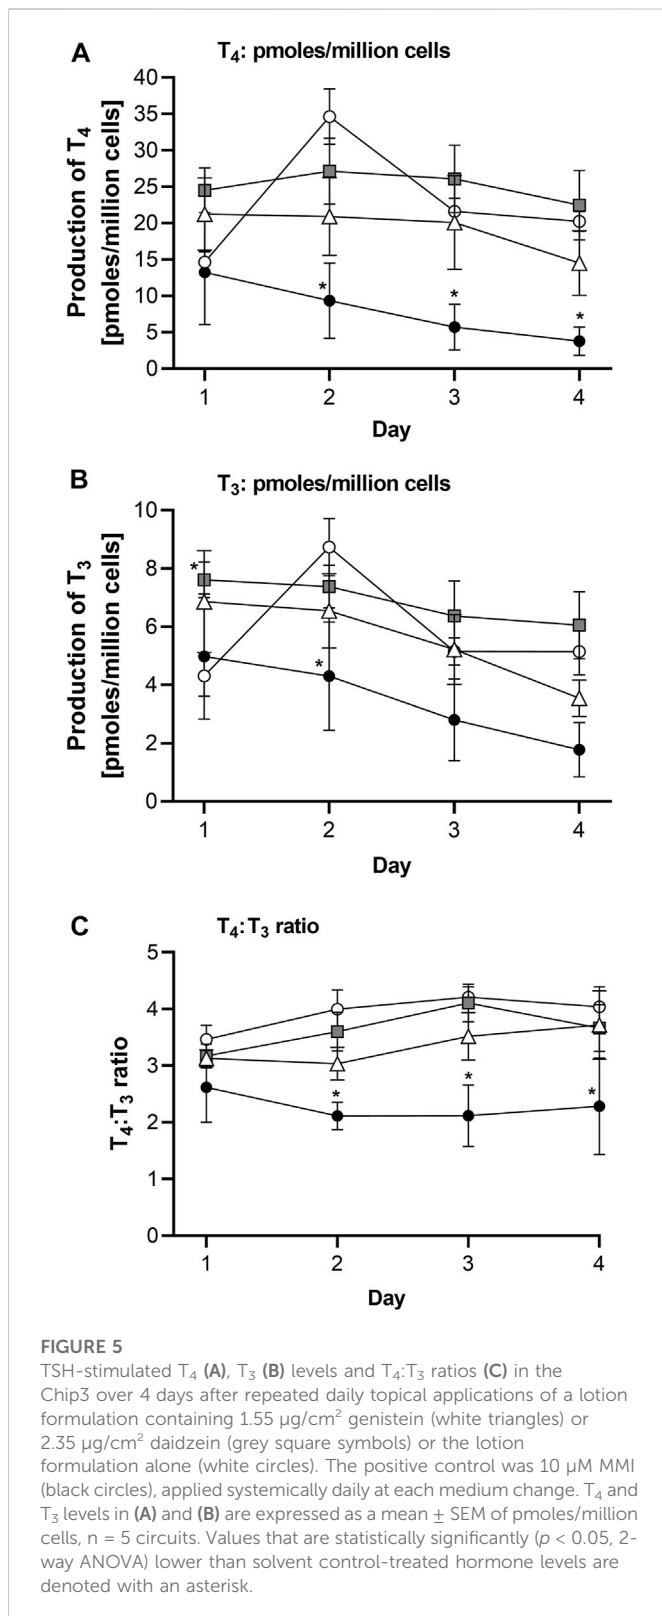 A T₄: pmoles/million cells
Production of T₄
[pmoles/million cells]
40
35
30
25
20
15
10
5
0
*
*
*
1 2 3 4
Day
B T₃: pmoles/million cells
Production of T₃
[pmoles/million cells]
10
8
6
4
2
0
*
*
1 2 3 4
Day
C T₄:T₃ ratio
T₄:T₃ ratio
5
4
3
2
1
0
*
*
*
1 2 3 4
Day
FIGURE 5
TSH-stimulated T₄ (A), T₃ (B) levels and T₄:T₃ ratios (C) in the
Chip3 over 4 days after repeated daily topical applications of a lotion
formulation containing 1.55 µg/cm² genistein (white triangles) or
2.35 µg/cm² daidzein (grey square symbols) or the lotion
formulation alone (white circles). The positive control was 10 µM MMI
(black circles), applied systemically daily at each medium change. T₄ and
T₃ levels in (A) and (B) are expressed as a mean ± SEM of pmoles/million
cells, n = 5 circuits. Values that are statistically significantly (p < 0.05, 2-
way ANOVA) lower than solvent control-treated hormone levels are
denoted with an asterisk.